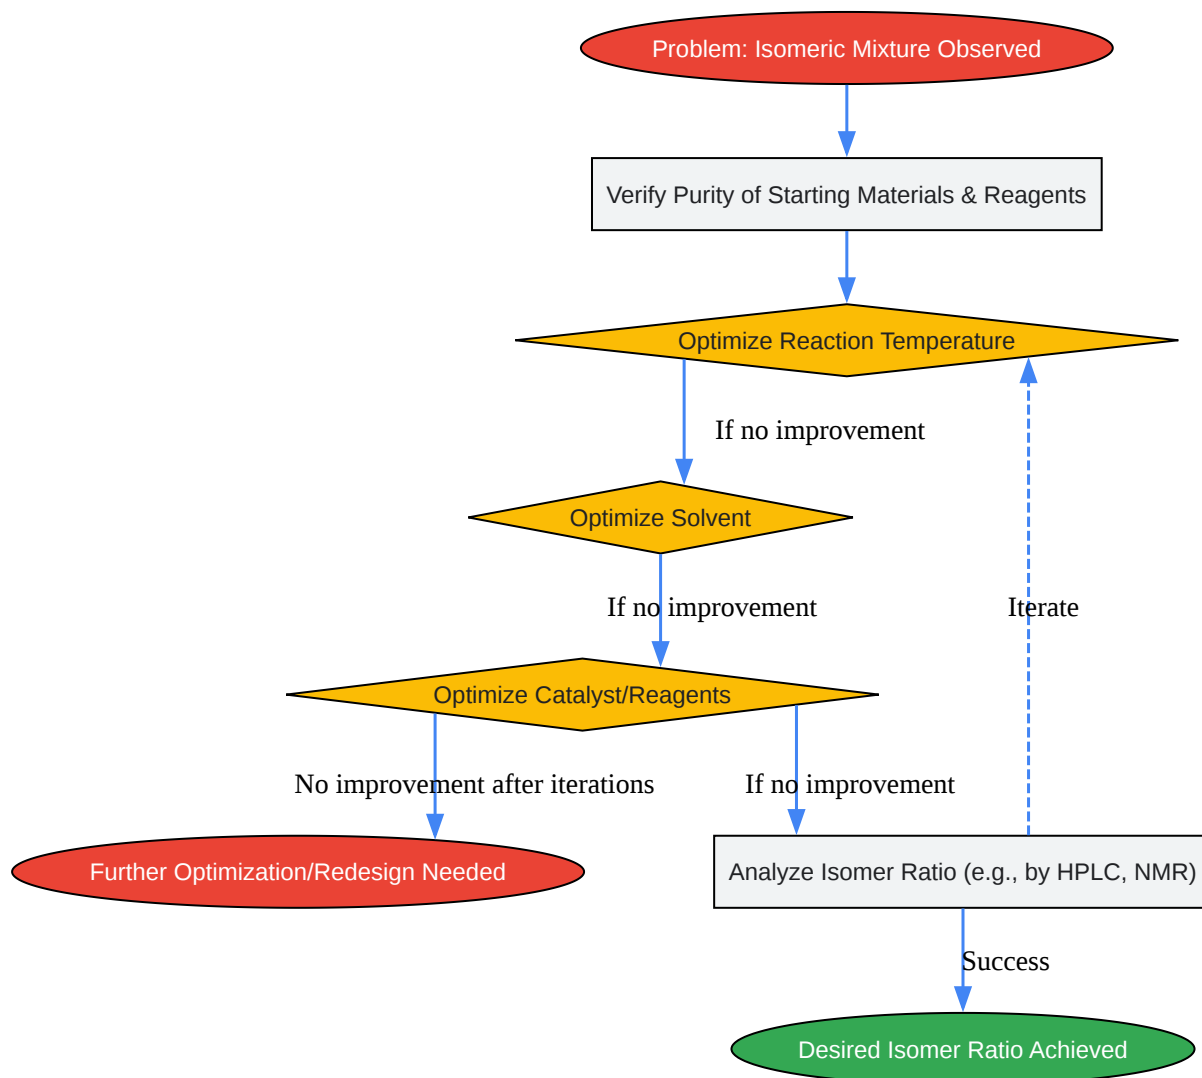 Problem: Isomeric Mixture Observed
Verify Purity of Starting Materials & Reagents
Optimize Reaction Temperature
If no improvement
Optimize Solvent
If no improvement
Iterate
Optimize Catalyst/Reagents
No improvement after iterations
If no improvement
Further Optimization/Redesign Needed
Analyze Isomer Ratio (e.g., by HPLC, NMR)
Success
Desired Isomer Ratio Achieved